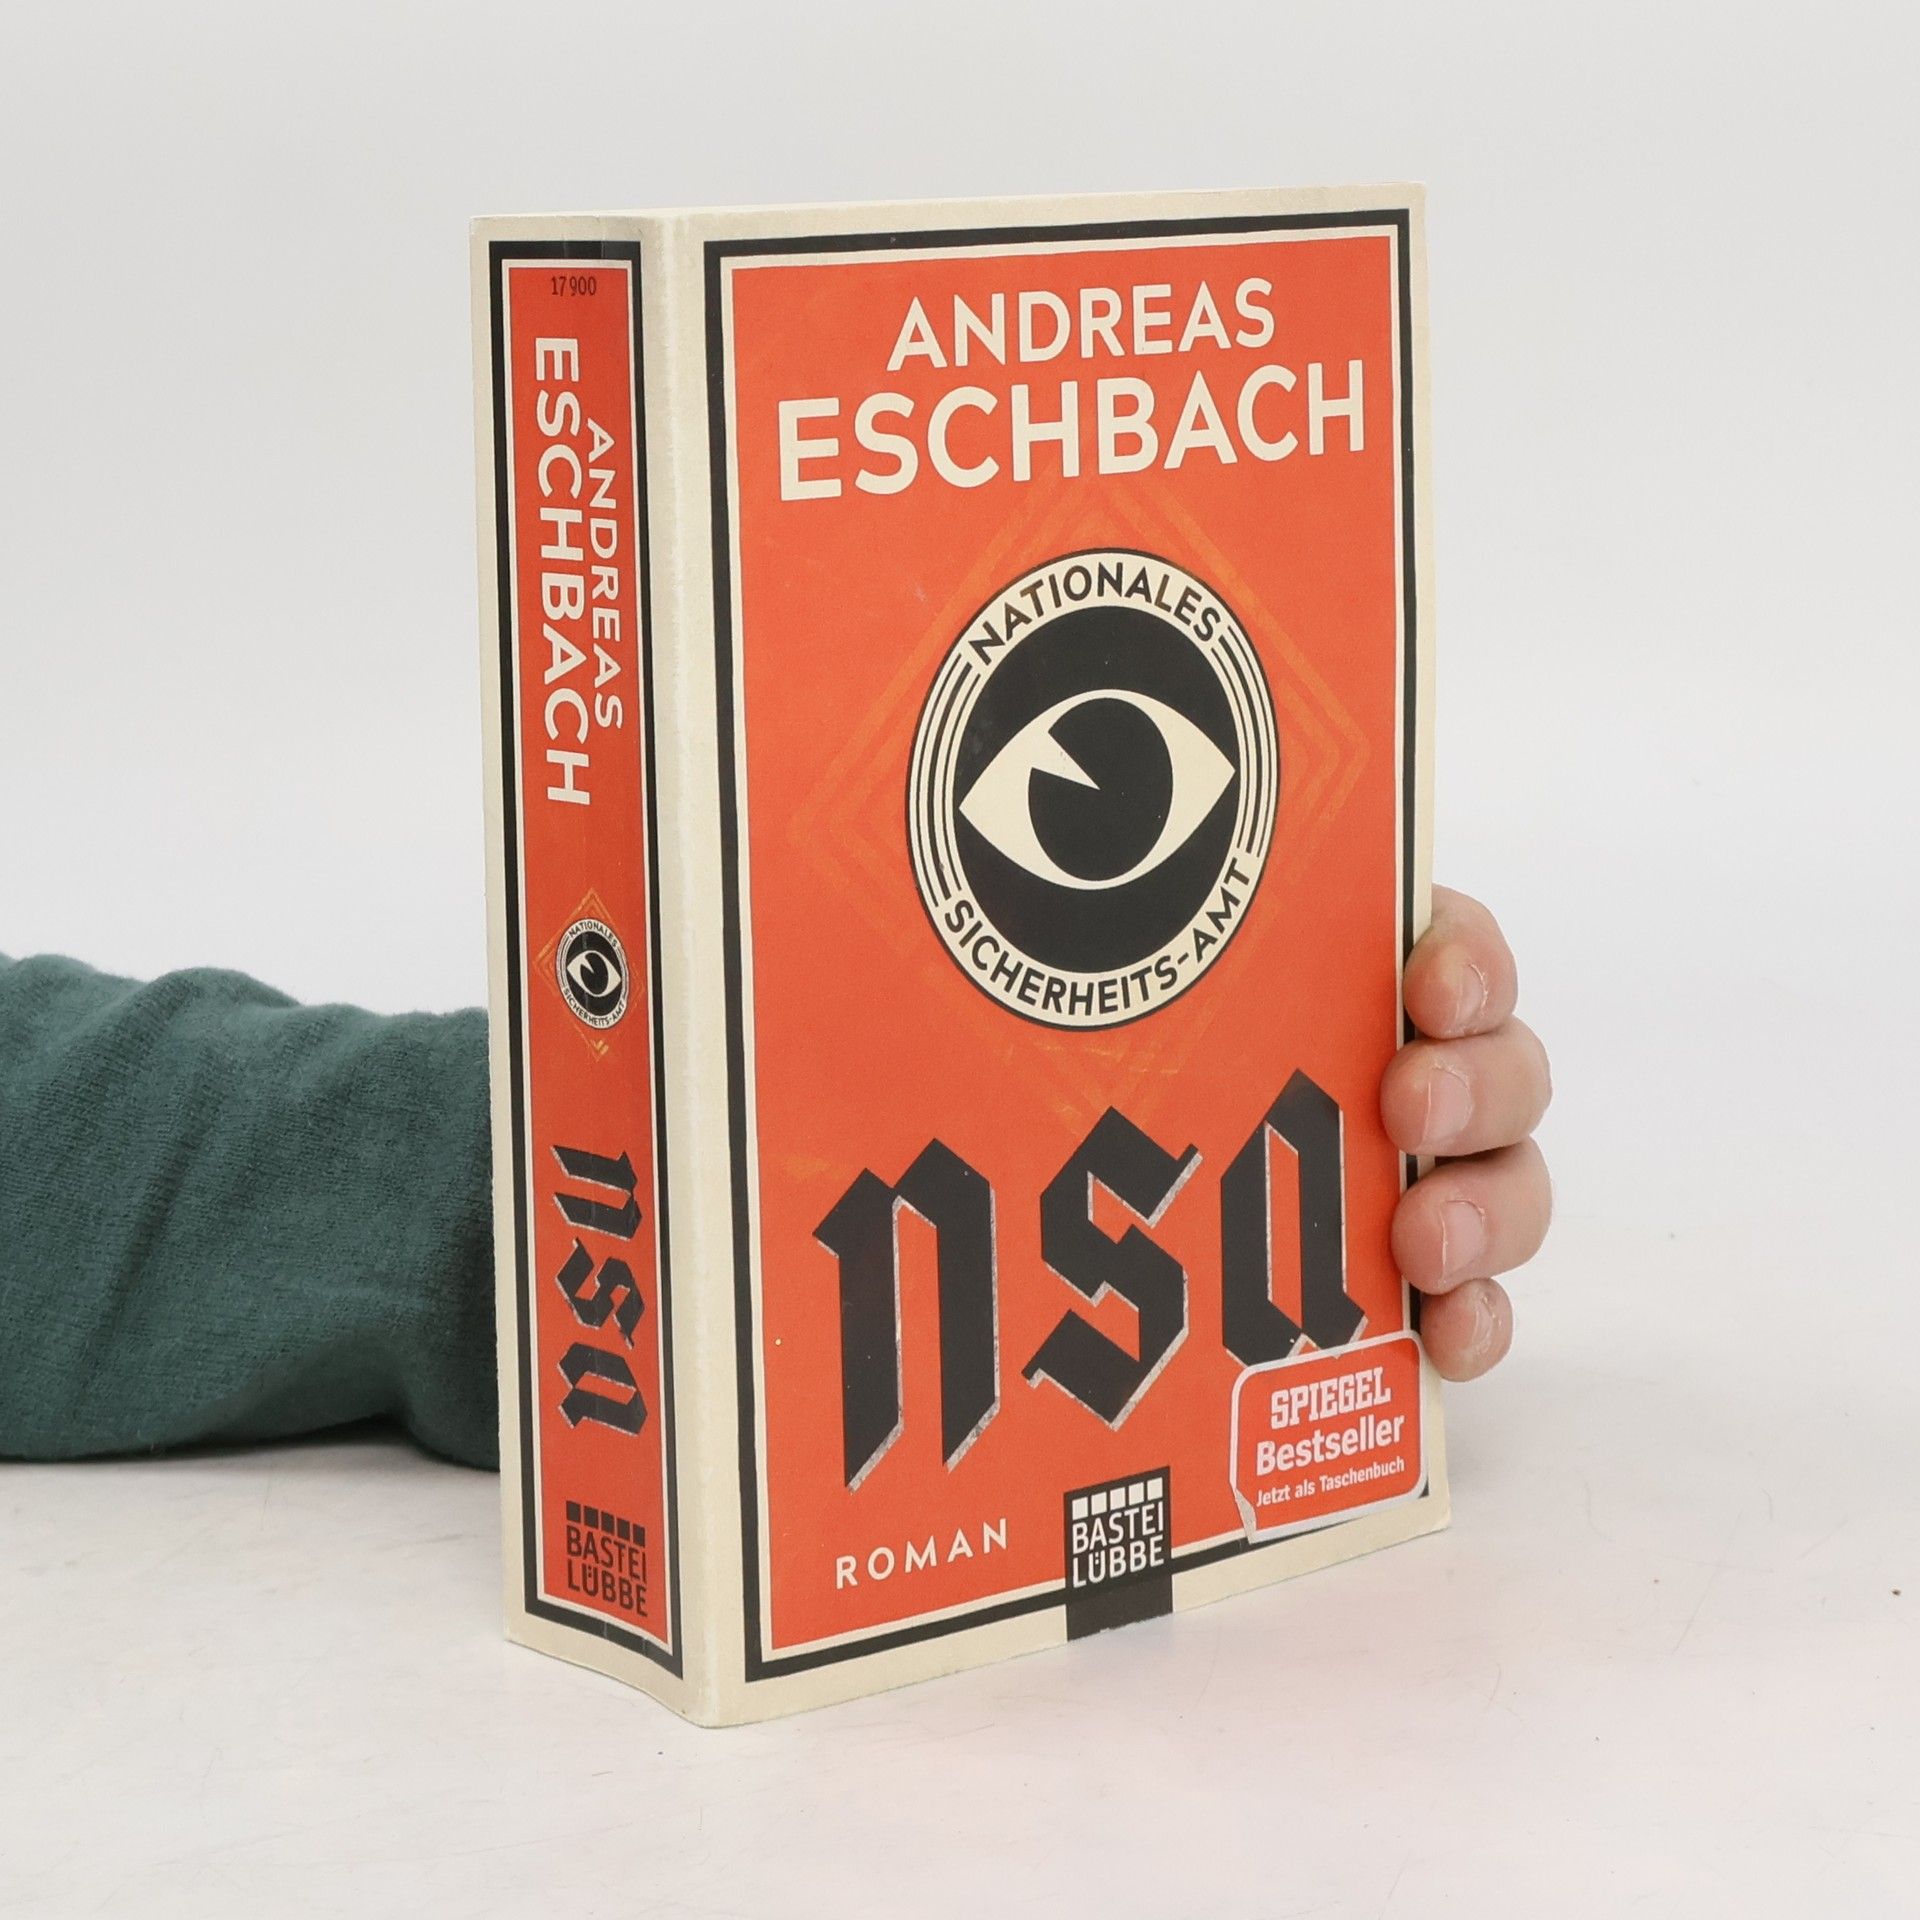 17900
ANDREAS
ESCHBACH
NATIONALES
SICHERHEITS-AMT
nsa
BASTEI
LÜBBE
ANDREAS
ESCHBACH
NATIONALES
SICHERHEITS-AMT
nsa
SPIEGEL
Bestseller
Jetzt als Taschenbuch
ROMAN
BASTEI
LÜBBE